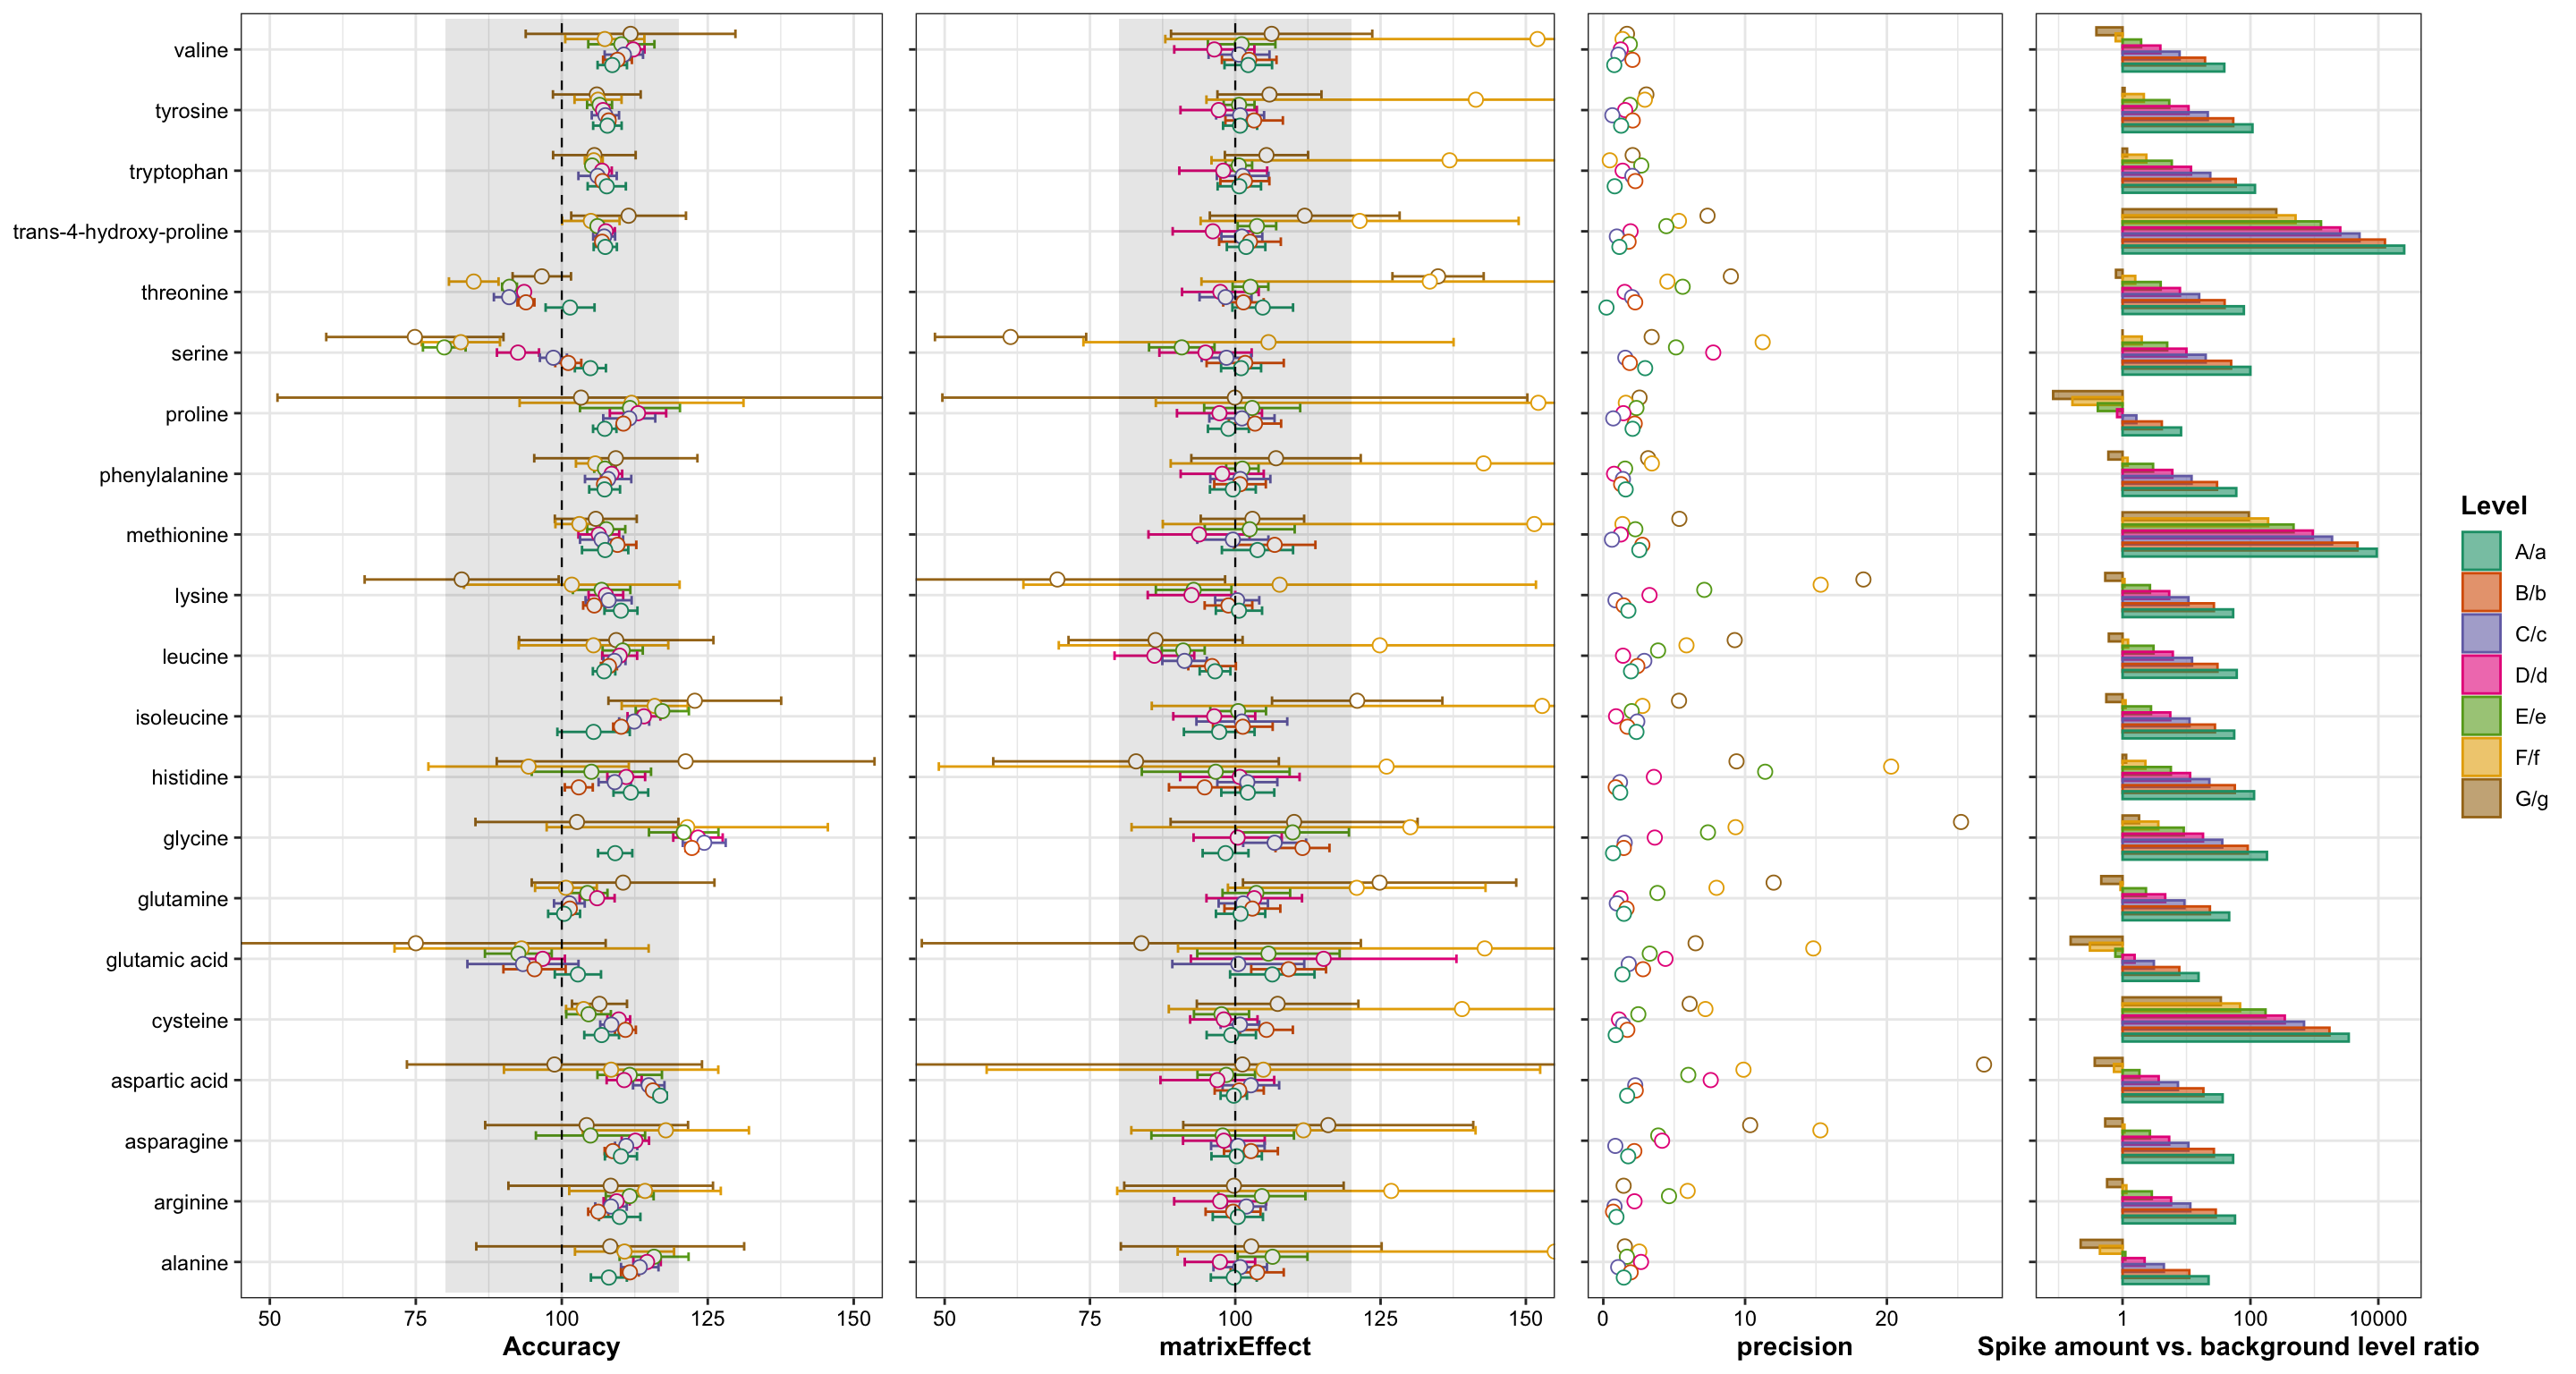 valine
tyrosine
tryptophan
trans-4-hydroxy-proline
threonine
serine
proline
phenylalanine
methionine
lysine
leucine
isoleucine
histidine
glycine
glutamine
glutamic acid
cysteine
aspartic acid
asparagine
arginine
alanine
50 75 100 125 150
Accuracy
50 75 100 125 150
matrixEffect
0 10 20
precision
1 100 10000
Spike amount vs. background level ratio
Level
A/a
B/b
C/c
D/d
E/e
F/f
G/g